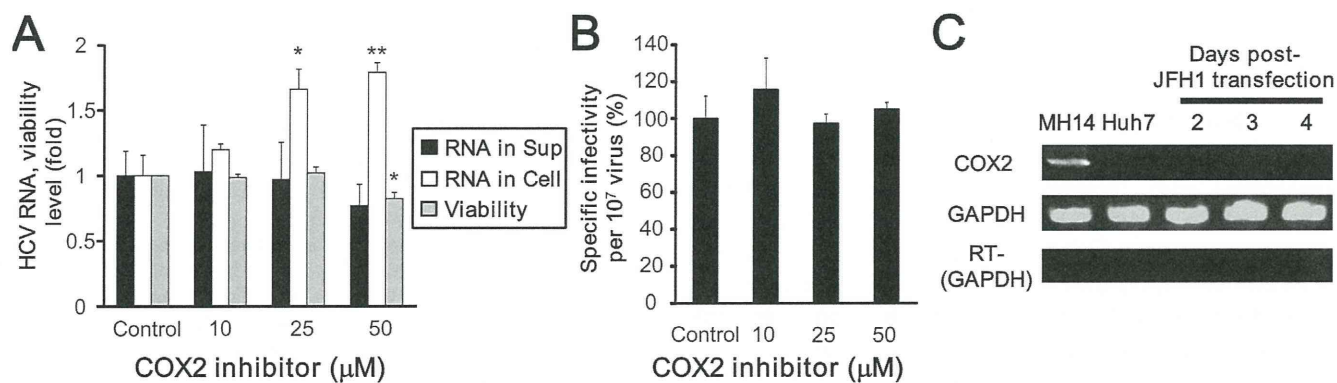 A
HCV RNA, viability
level (fold)
2
1.5
1
0.5
0
*
**
*
Control 10 25 50
COX2 inhibitor (μM)
RNA in Sup
RNA in Cell
Viability
B
Specific infectivity
per 10⁷ virus (%)
140
120
100
80
60
40
20
0
Control 10 25 50
COX2 inhibitor (μM)
C
Days post-
JFH1 transfection
MH14 Huh7 2 3 4
COX2
GAPDH
RT-
(GAPDH)